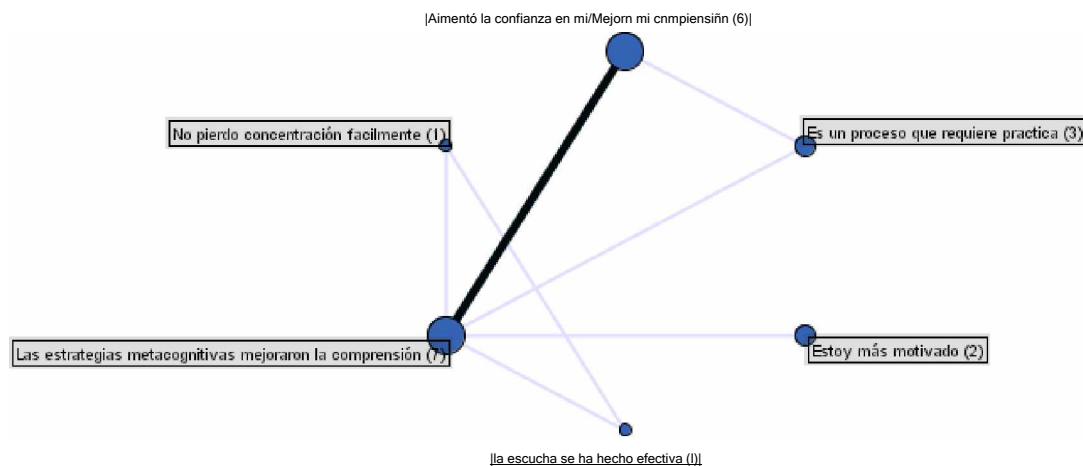 |Aimentó la confianza en mi/Mejorn mi cnmpiensiñn (6)|
No pierdo concentración facilmente (1)
Es un proceso que requiere practica (3)
Las estrategias metacognitivas mejoraron la comprensión (7)
Estoy más motivado (2)
|la escucha se ha hecho efectiva (l)|